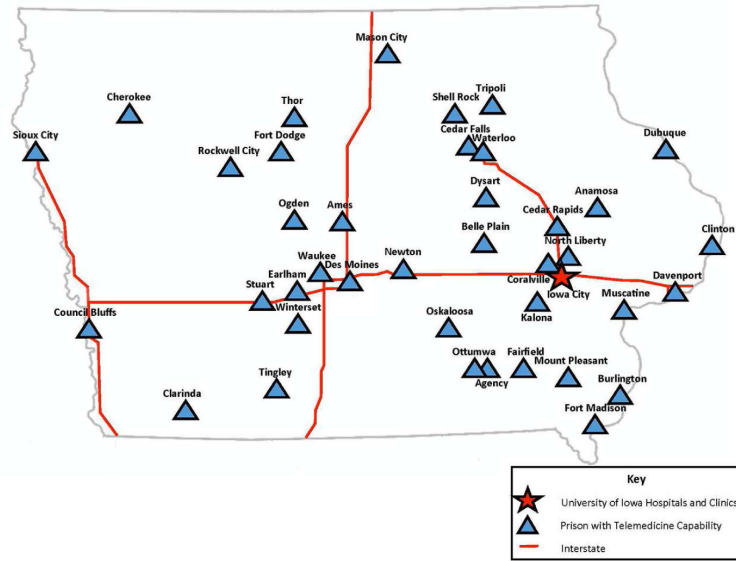 Mason City
Cherokee
Thor
Shell Rock
Tripoli
Sioux City
Fort Dodge
Cedar Falls
Waterloo
Dubuque
Rockwell City
Dysart
Anamosa
Ogden
Ames
Cedar Rapids
Belle Plain
Clinton
Waukee
Des Moines
Newton
North Liberty
Stuart
Earlham
Coralville
Iowa City
Davenport
Council Bluffs
Winterset
Oskaloosa
Kalona
Muscatine
Tingley
Ottumwa
Agency
Fairfield
Mount Pleasant
Clarinda
Burlington
Fort Madison
Key
University of Iowa Hospitals and Clinics
Prison with Telemedicine Capability
Interstate